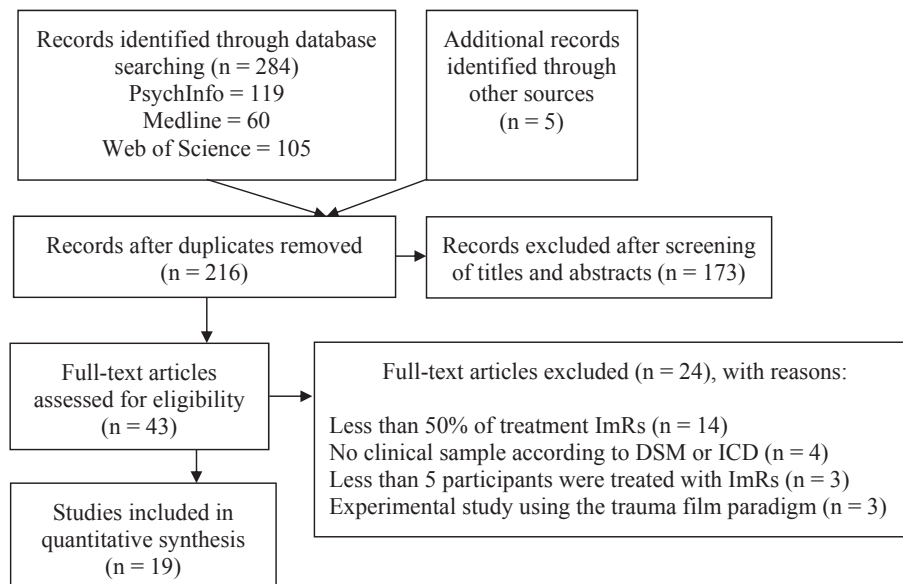 Records identified through database
searching (n = 284)
PsychInfo = 119
Medline = 60
Web of Science = 105
Additional records
identified through
other sources
(n = 5)
Records after duplicates removed
(n = 216)
Records excluded after screening
of titles and abstracts (n = 173)
Full-text articles
assessed for eligibility
(n = 43)
Full-text articles excluded (n = 24), with reasons:
Less than 50% of treatment ImRs (n = 14)
No clinical sample according to DSM or ICD (n = 4)
Less than 5 participants were treated with ImRs (n = 3)
Experimental study using the trauma film paradigm (n = 3)
Studies included in
quantitative synthesis
(n = 19)